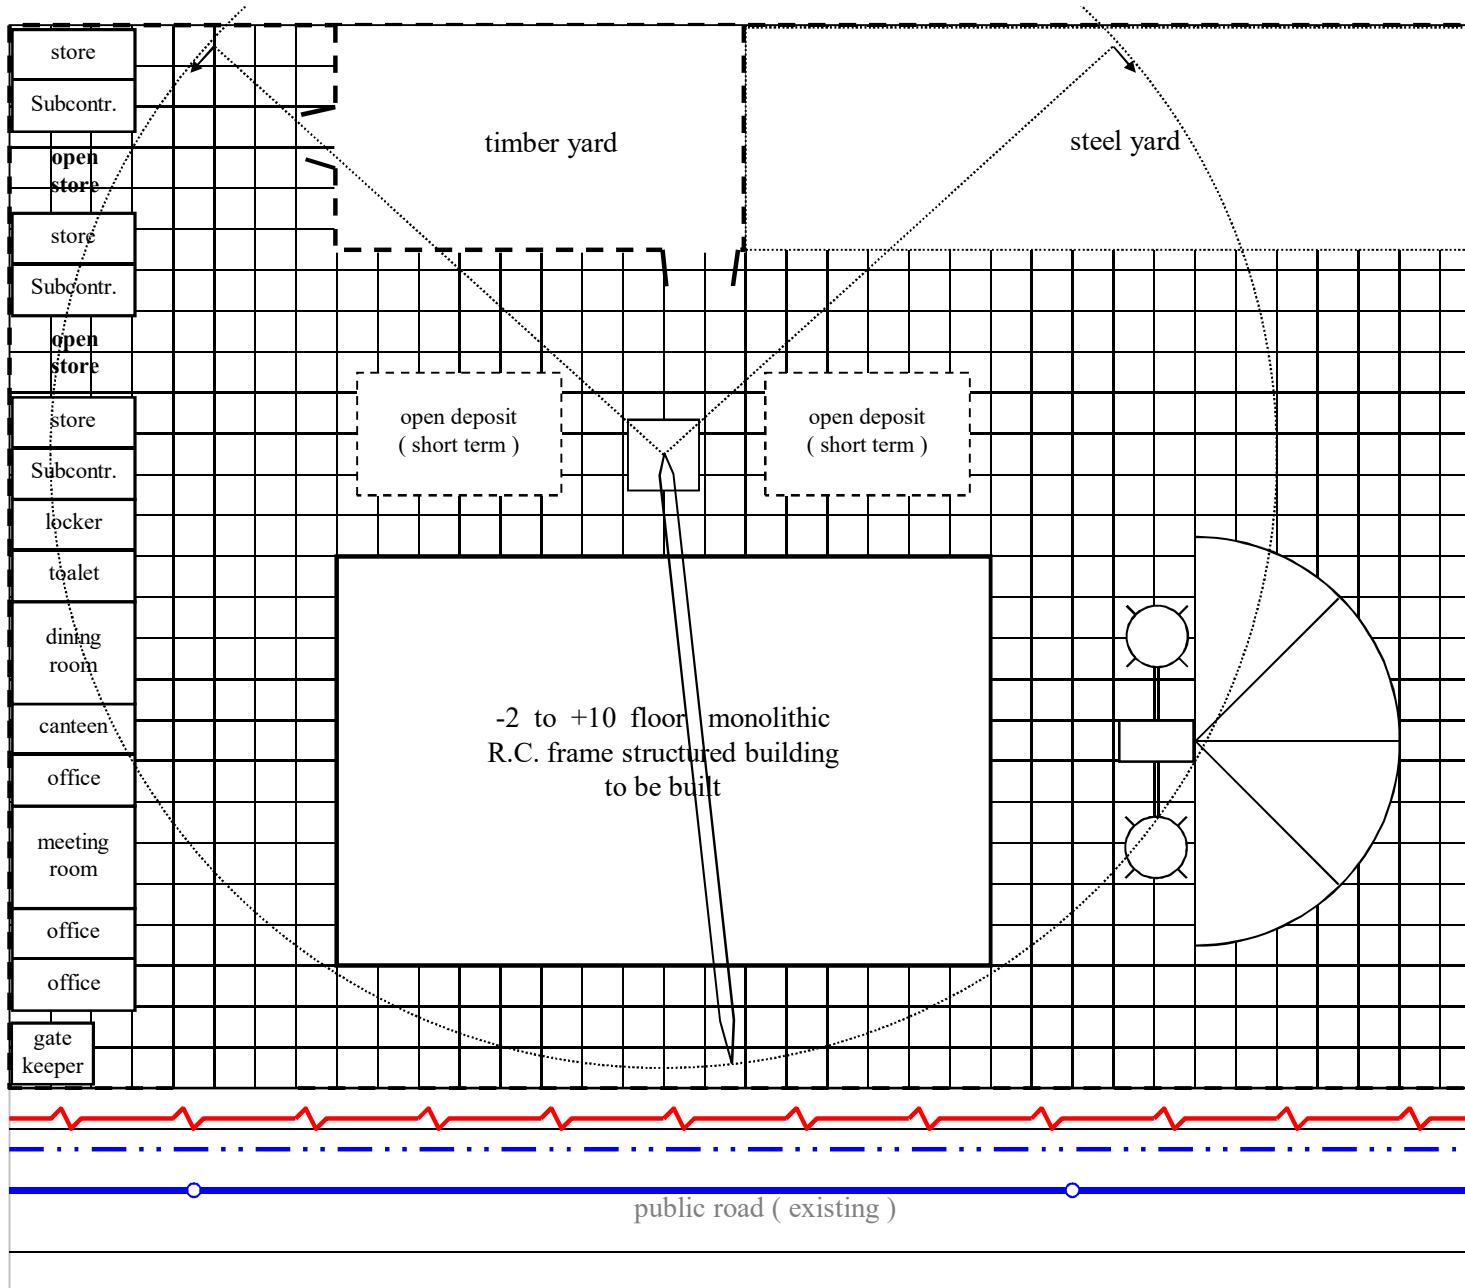 store
Subcontr.
open
store
store
Subcontr.
open
store
store
Subcontr.
locker
toalet
dining
room
canteen
office
meeting
room
office
office
gate
keeper
timber yard
steel yard
open deposit
( short term )
open deposit
( short term )
-2 to +10 floor monolithic
R.C. frame structured building
to be built
public road ( existing )